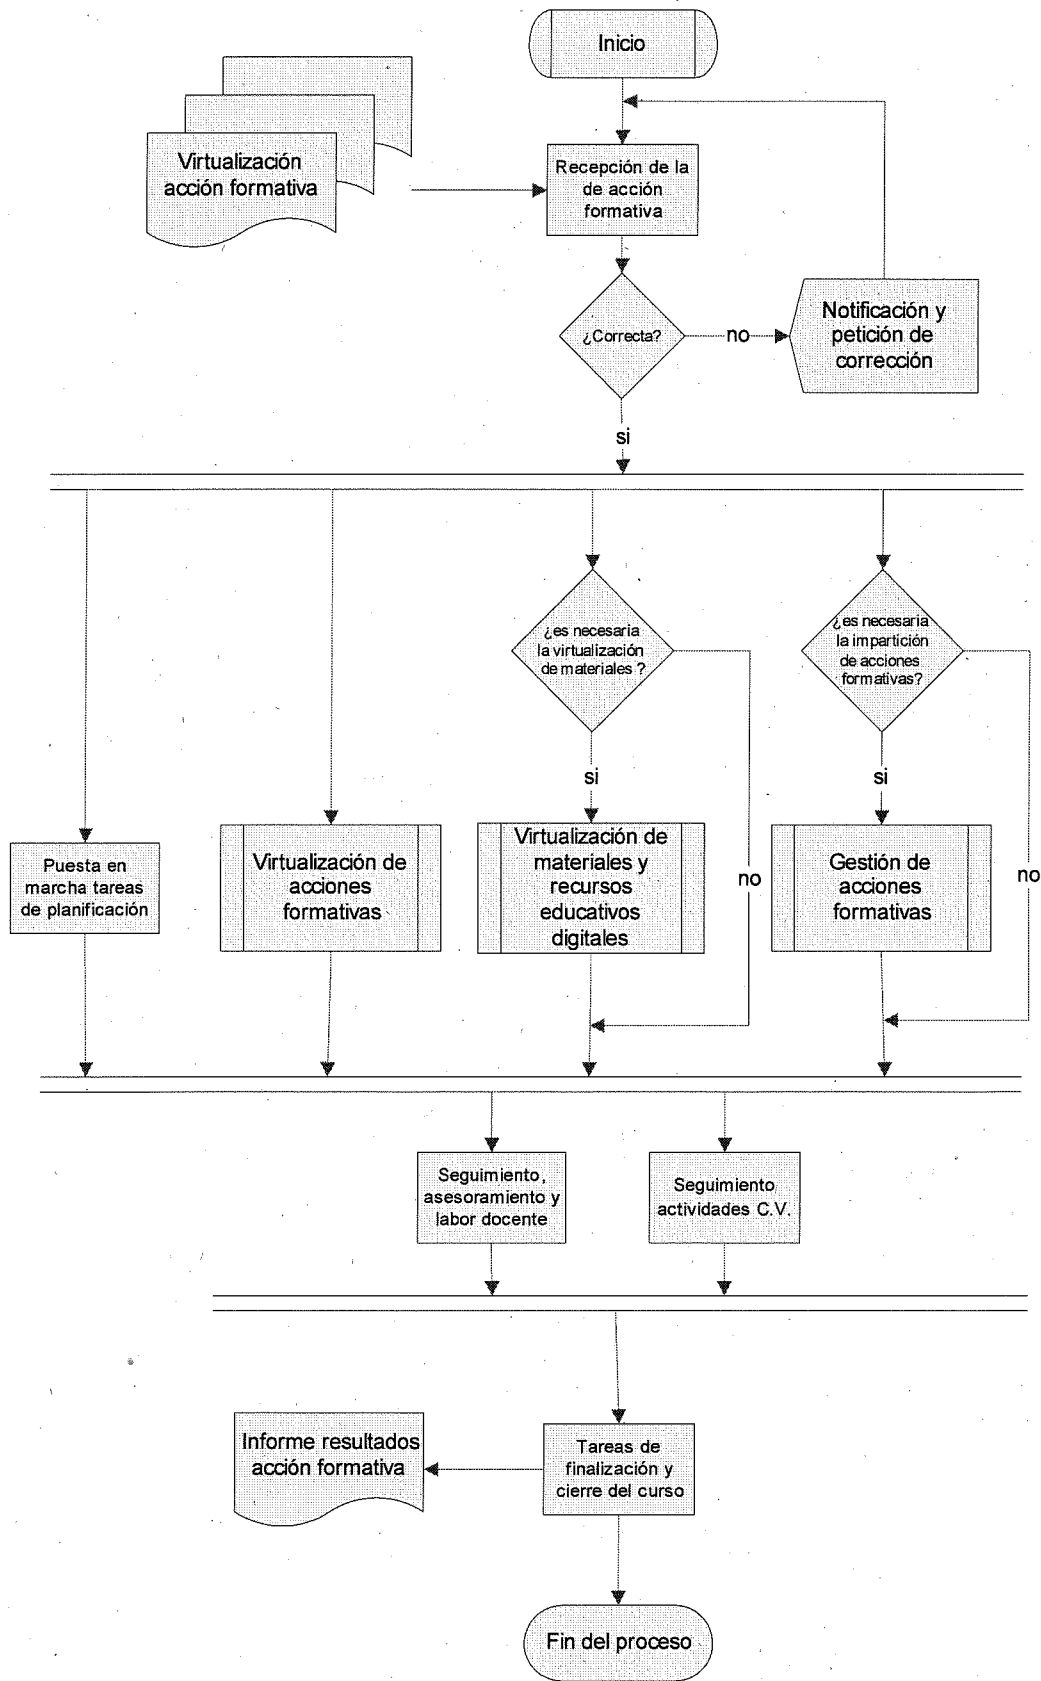 Inicio
Virtualización
acción formativa
Recepción de la
de acción
formativa
¿Correcta?
no
Notificación y
petición de
corrección
si
¿es necesaria
la virtualización
de materiales ?
¿es necesaria
la impartición
de acciones
formativas?
si
si
Puesta en
marcha tareas
de planificación
Virtualización de
acciones
formativas
Virtualización de
materiales y
recursos
educativos
digitales
no
Gestión de
acciones
formativas
no
Seguimiento,
asesoramiento y
labor docente
Seguimiento
actividades C.V.
Informe resultados
acción formativa
Tareas de
finalización y
cierre del curso
Fin del proceso